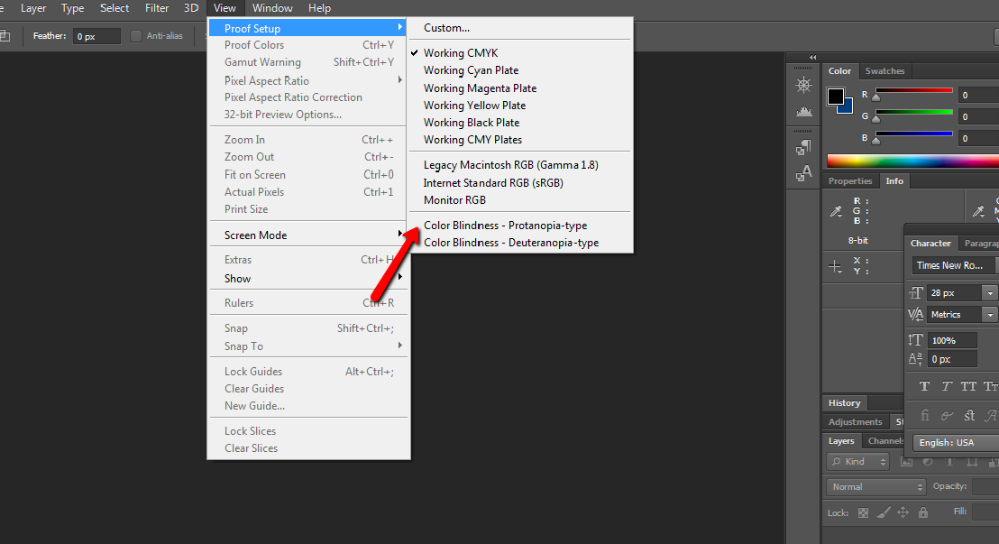 e Layer Type Select Filter 3D View Window Help
Feather: 0 px Anti-alias
Proof Setup
Proof Colors Ctrl+Y
Gamut Warning Shift+Ctrl+Y
Pixel Aspect Ratio
Pixel Aspect Ratio Correction
32-bit Preview Options...
Zoom In Ctrl++
Zoom Out Ctrl+-
Fit on Screen Ctrl+0
Actual Pixels Ctrl+1
Print Size
Screen Mode
Extras Ctrl+H
Show
Rulers Ctrl+R
Snap Shift+Ctrl+;
Snap To
Lock Guides Alt+Ctrl+;
Clear Guides
New Guide...
Lock Slices
Clear Slices
Custom...
Working CMYK
Working Cyan Plate
Working Magenta Plate
Working Yellow Plate
Working Black Plate
Working CMY Plates
Legacy Macintosh RGB (Gamma 1.8)
Internet Standard RGB (sRGB)
Monitor RGB
Color Blindness - Protanopia-type
Color Blindness - Deuteranopia-type
Color Swatches
R 0
G 0
B 0
Properties Info
R :
G :
B :
8-bit
X :
Y :
Character Paragrap
Times New Ro...
28 px
Metrics
100%
0 px
T T TT Tт
fi st A
English: USA
History
Adjustments St
Layers Channels
Kind
Normal Opacity:
Lock: Fill: